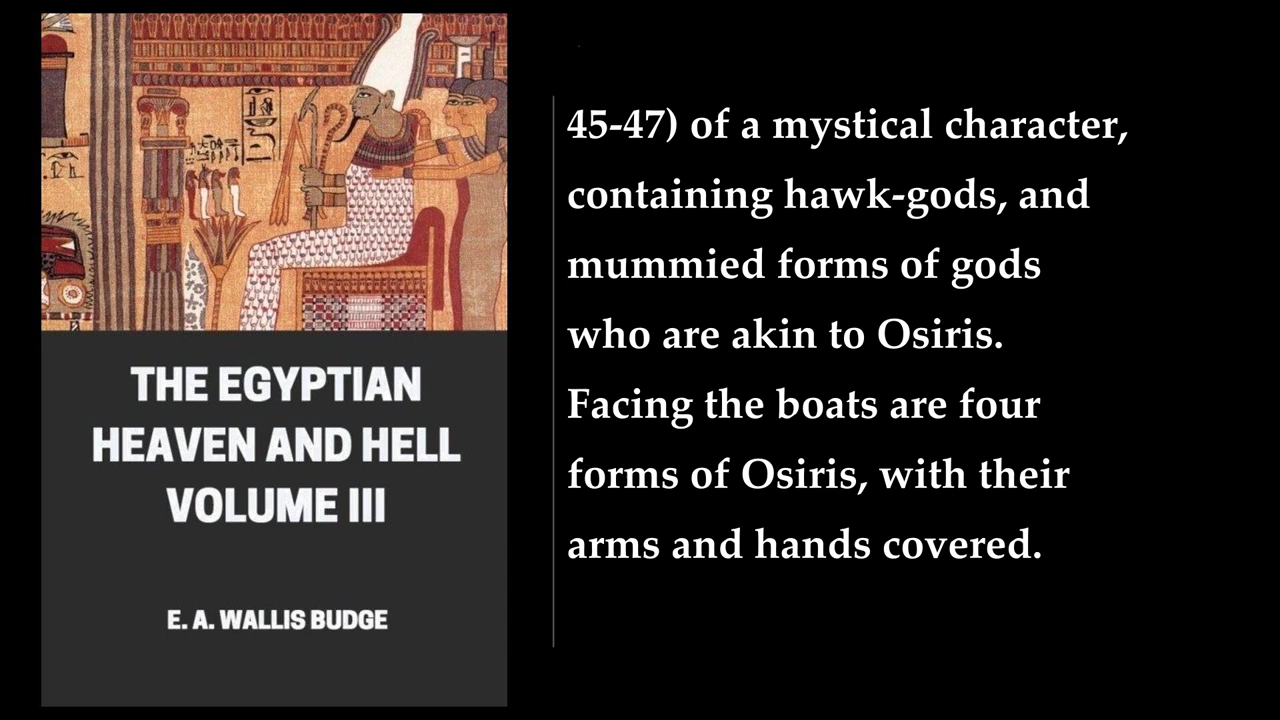 THE EGYPTIAN
HEAVEN AND HELL
VOLUME III
E. A. WALLIS BUDGE
45-47) of a mystical character,
containing hawk-gods, and
mummied forms of gods
who are akin to Osiris.
Facing the boats are four
forms of Osiris, with their
arms and hands covered.